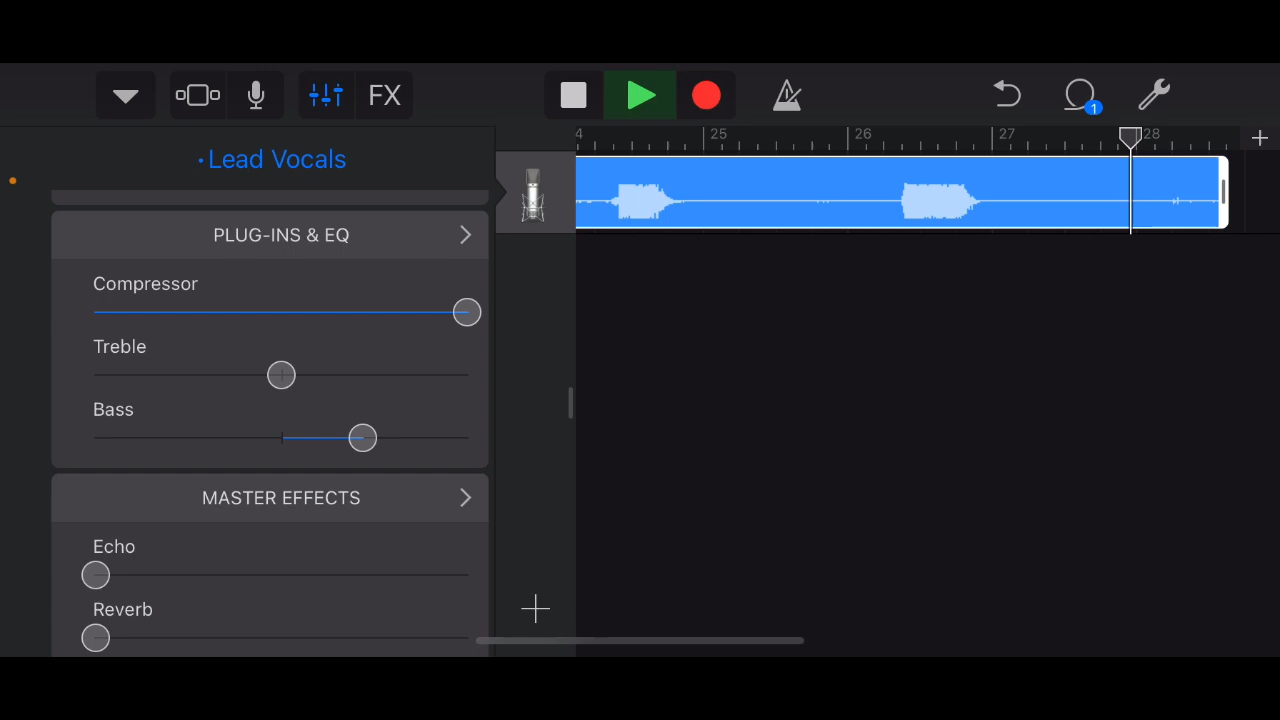 FX
1
4
25
26
27
28
• Lead Vocals
PLUG-INS & EQ
Compressor
Treble
Bass
MASTER EFFECTS
Echo
Reverb